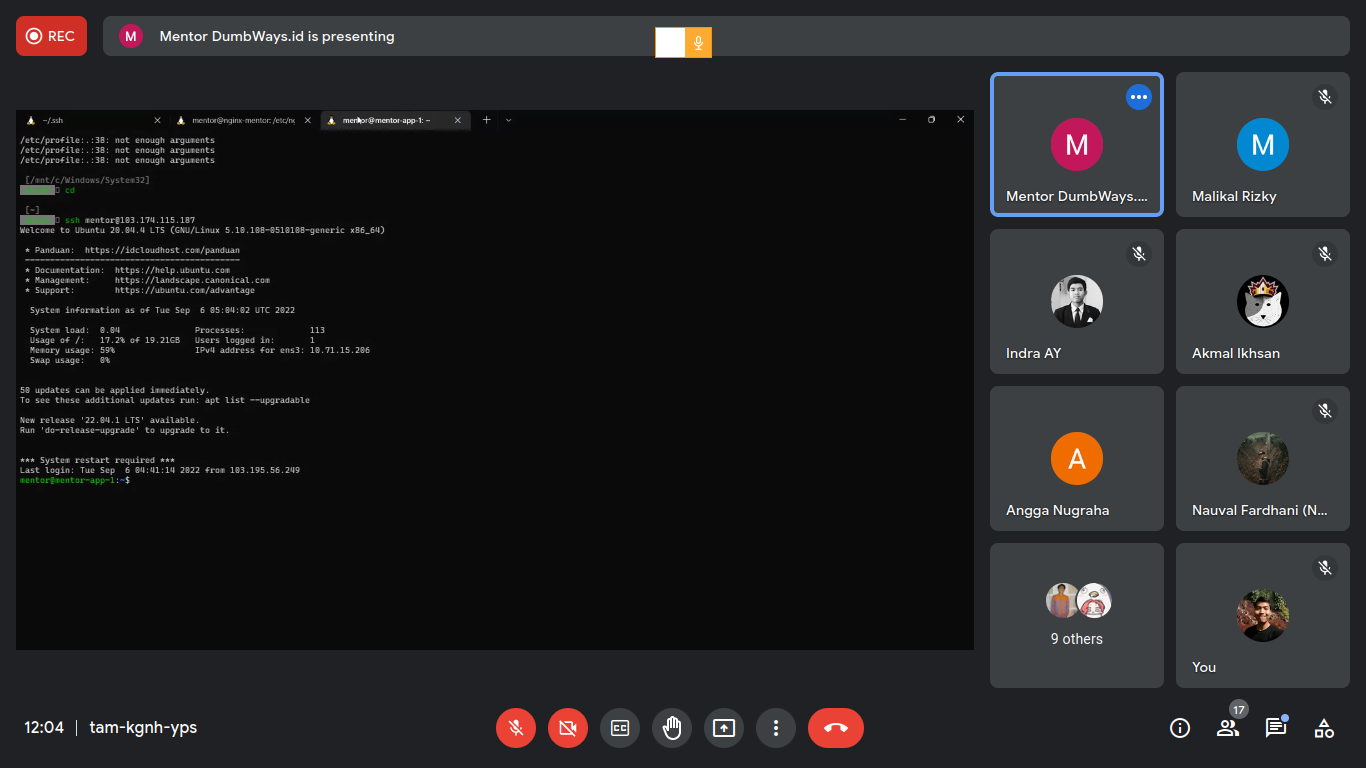 REC
M
Mentor DumbWays.id is presenting
~/.ssh
mentor@nginx-mentor: /etc/ng
mentor@mentor-app-1: ~
/etc/profile:.:38: not enough arguments
/etc/profile:.:38: not enough arguments
/etc/profile:.:38: not enough arguments
[/mnt/c/Windows/System32]
cd
[~]
ssh mentor@103.174.115.187
Welcome to Ubuntu 20.04.4 LTS (GNU/Linux 5.10.108-0510108-generic x86_64)
* Panduan:  https://idcloudhost.com/panduan
===========================================
* Documentation:  https://help.ubuntu.com
* Management:     https://landscape.canonical.com
* Support:        https://ubuntu.com/advantage
System information as of Tue Sep  6 05:04:02 UTC 2022
System load:  0.04               Processes:             113
Usage of /:   17.2% of 19.21GB   Users logged in:       1
Memory usage: 59%                IPv4 address for ens3: 10.71.15.206
Swap usage:   0%
50 updates can be applied immediately.
To see these additional updates run: apt list --upgradable
New release '22.04.1 LTS' available.
Run 'do-release-upgrade' to upgrade to it.
*** System restart required ***
Last login: Tue Sep  6 04:41:14 2022 from 103.195.56.249
mentor@mentor-app-1:~$
M
Mentor DumbWays....
M
Malikal Rizky
Indra AY
Akmal Ikhsan
A
Angga Nugraha
Nauval Fardhani (N...
9 others
You
12:04 | tam-kgnh-yps
CC
17